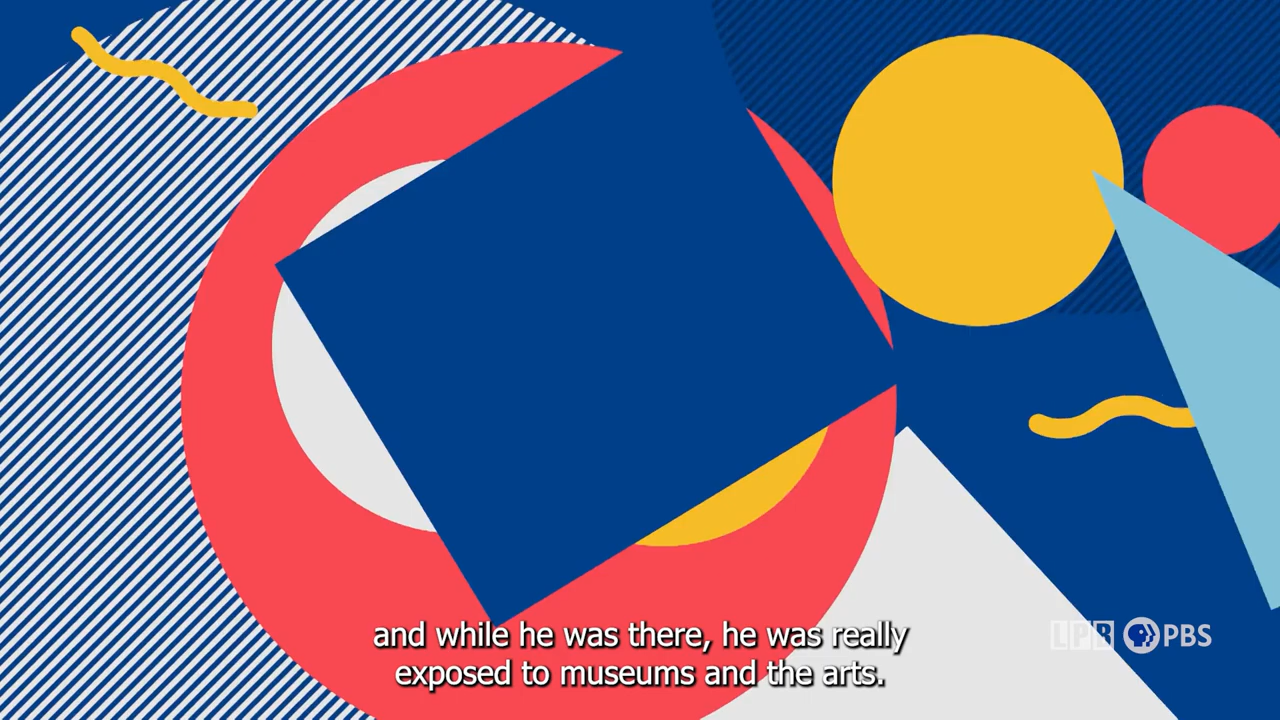 and while he was there, he was really
exposed to museums and the arts.
LPB PBS